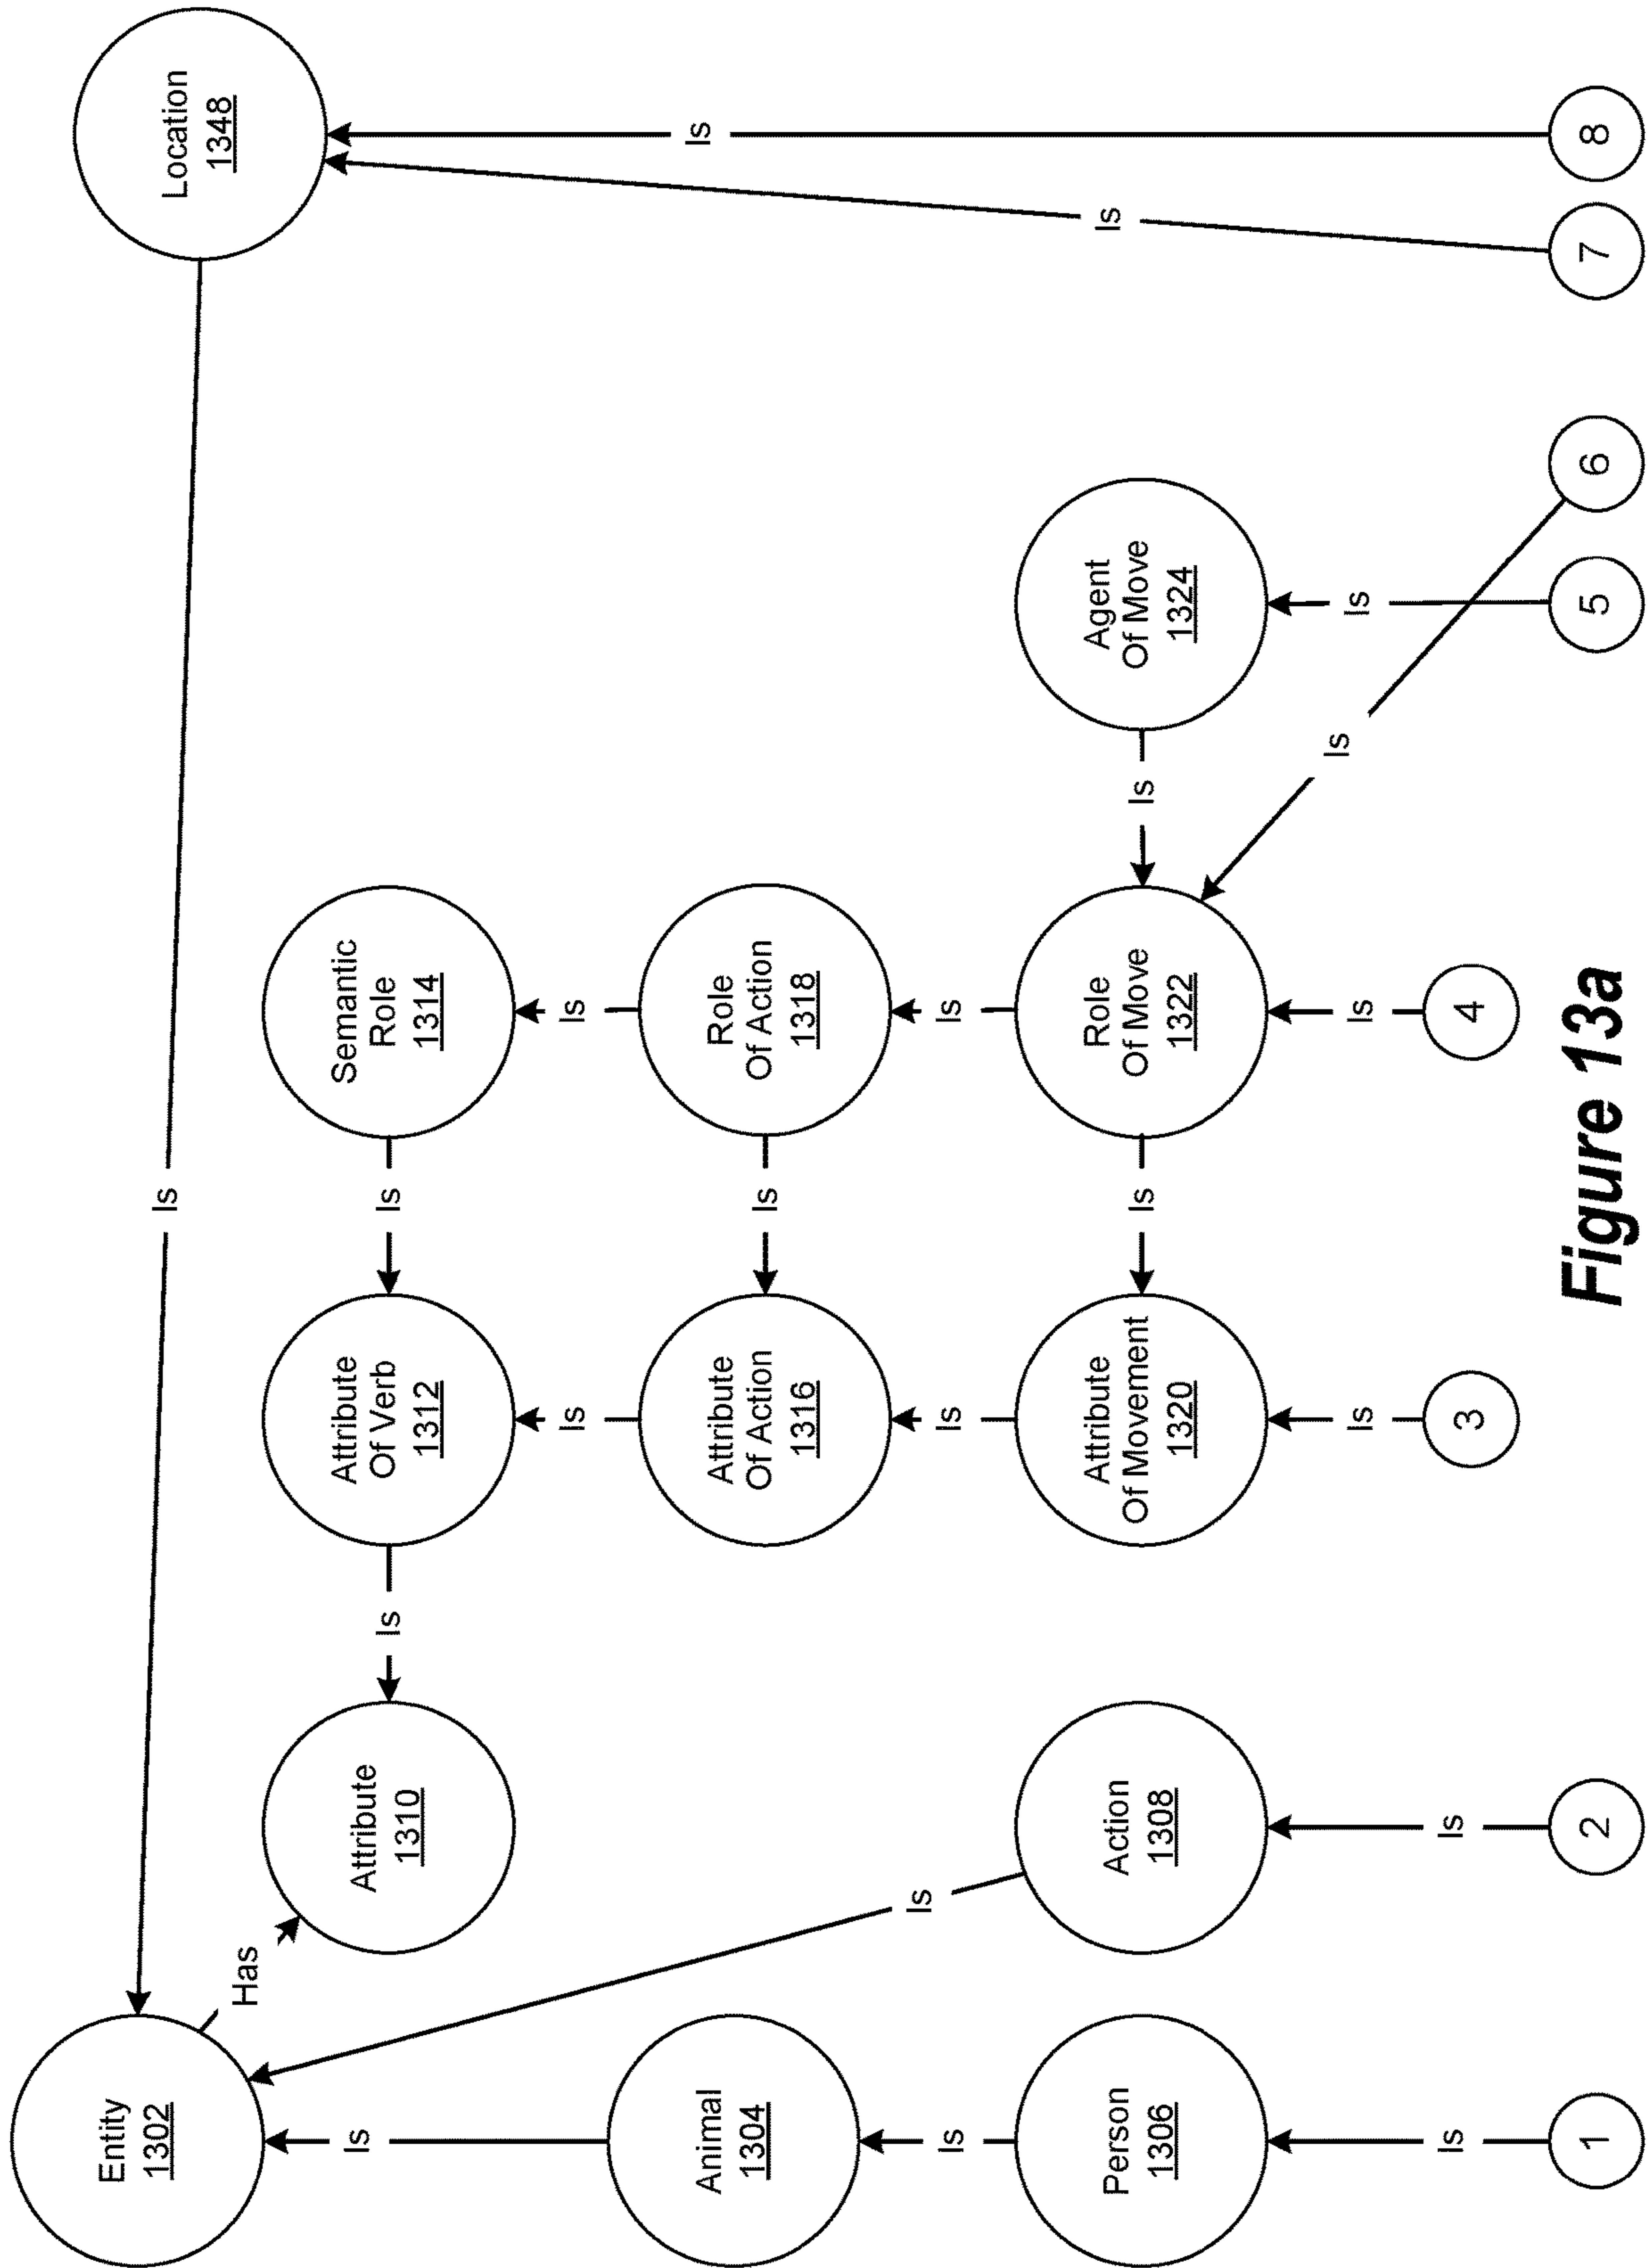 Entity
1302
Is
Location
1348
Has
Attribute
1310
Is
Attribute
Of Verb
1312
Is
Semantic
Role
1314
Is
Is
Is
Is
Animal
1304
Is
Attribute
Of Action
1316
Is
Role
Of Action
1318
Is
Is
Is
Is
Is
Person
1306
Action
1308
Attribute
Of Movement
1320
Is
Role
Of Move
1322
Is
Agent
Of Move
1324
Is
Is
Is
Is
Is
Is
Is
3
4
1
2
5
6
7
8
Figure 13a